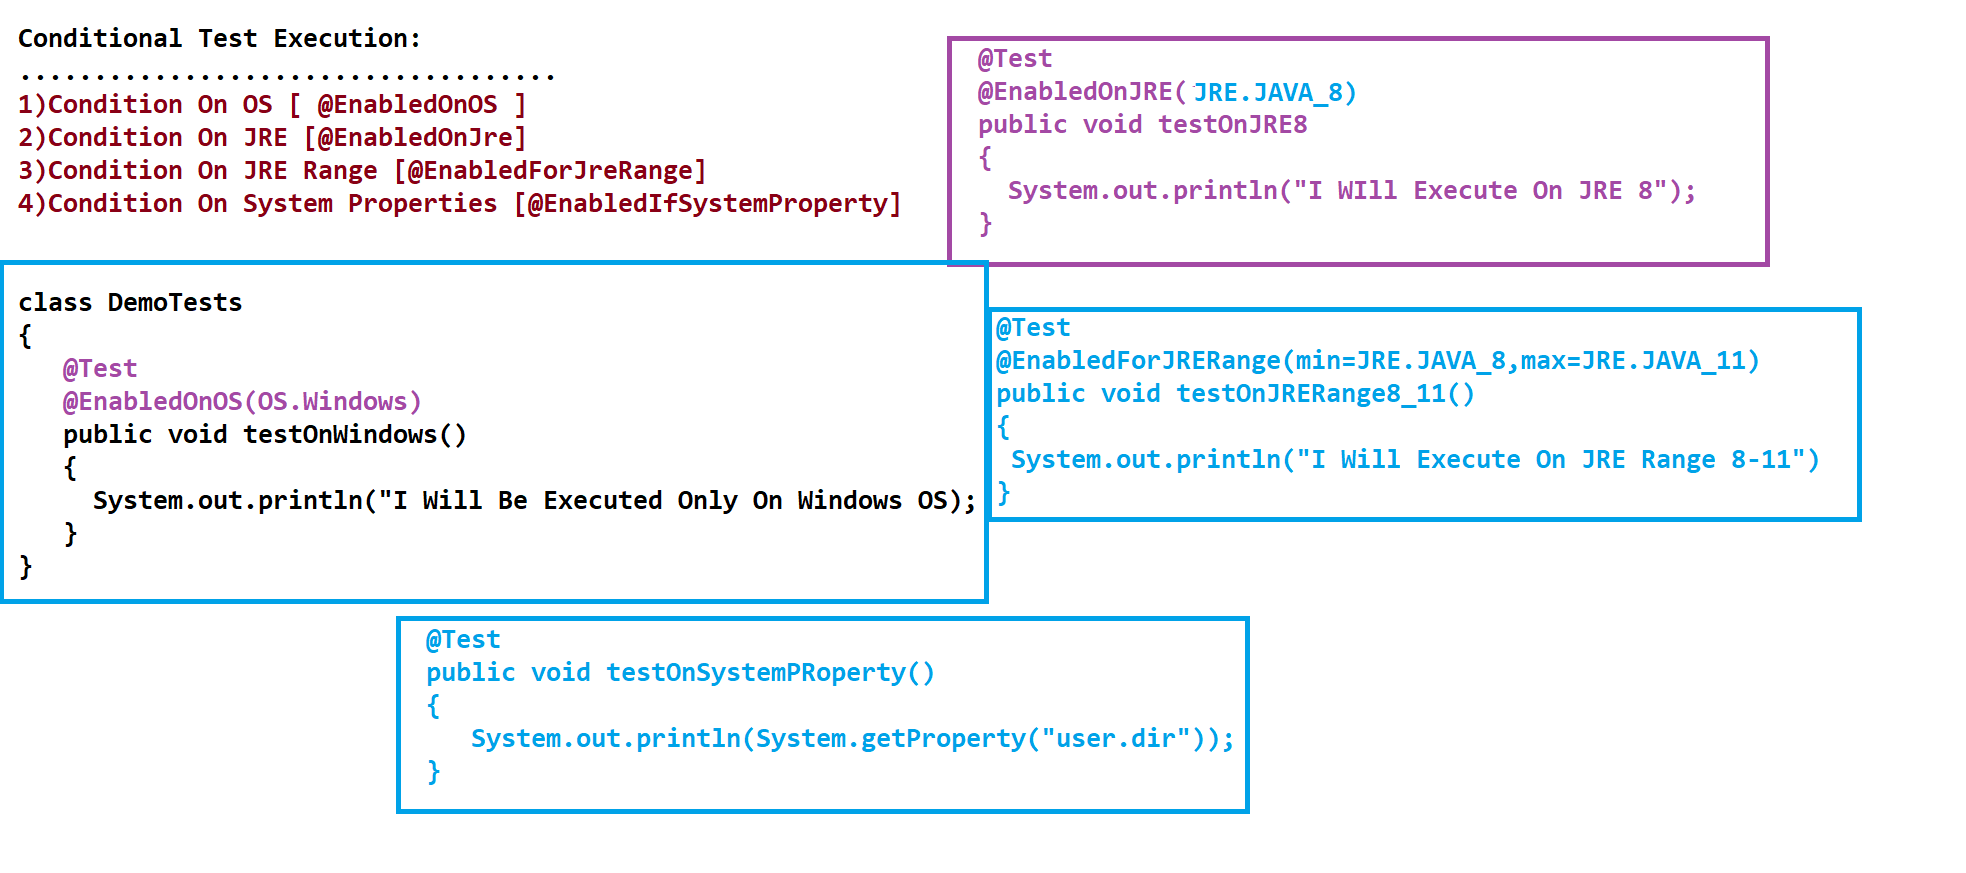 Conditional Test Execution:
....................................
1)Condition On OS [ @EnabledOnOS ]
2)Condition On JRE [@EnabledOnJre]
3)Condition On JRE Range [@EnabledForJreRange]
4)Condition On System Properties [@EnabledIfSystemProperty]
@Test
@EnabledOnJRE(JRE.JAVA_8)
public void testOnJRE8
{
System.out.println("I WIll Execute On JRE 8");
}
class DemoTests
{
@Test
@EnabledOnOS(OS.Windows)
public void testOnWindows()
{
System.out.println("I Will Be Executed Only On Windows OS);
}
}
@Test
@EnabledForJRERange(min=JRE.JAVA_8,max=JRE.JAVA_11)
public void testOnJRERange8_11()
{
System.out.println("I Will Execute On JRE Range 8-11")
}
@Test
public void testOnSystemPRoperty()
{
System.out.println(System.getProperty("user.dir"));
}